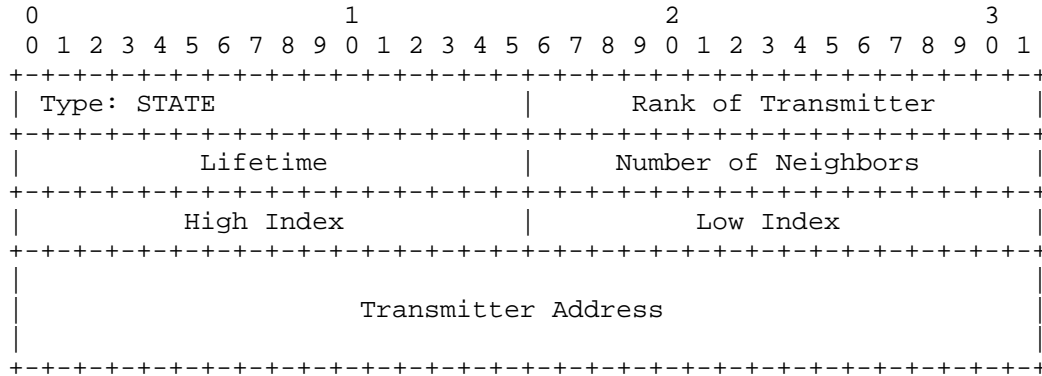 0                   1                   2                   3
 0 1 2 3 4 5 6 7 8 9 0 1 2 3 4 5 6 7 8 9 0 1 2 3 4 5 6 7 8 9 0 1
+-+-+-+-+-+-+-+-+-+-+-+-+-+-+-+-+-+-+-+-+-+-+-+-+-+-+-+-+-+-+-+-+
| Type: STATE                   |      Rank of Transmitter      |
+-+-+-+-+-+-+-+-+-+-+-+-+-+-+-+-+-+-+-+-+-+-+-+-+-+-+-+-+-+-+-+-+
|           Lifetime            |     Number of Neighbors       |
+-+-+-+-+-+-+-+-+-+-+-+-+-+-+-+-+-+-+-+-+-+-+-+-+-+-+-+-+-+-+-+-+
|          High Index           |          Low Index            |
+-+-+-+-+-+-+-+-+-+-+-+-+-+-+-+-+-+-+-+-+-+-+-+-+-+-+-+-+-+-+-+-+
|                                                               |
|                     Transmitter Address                       |
|                                                               |
+-+-+-+-+-+-+-+-+-+-+-+-+-+-+-+-+-+-+-+-+-+-+-+-+-+-+-+-+-+-+-+-+